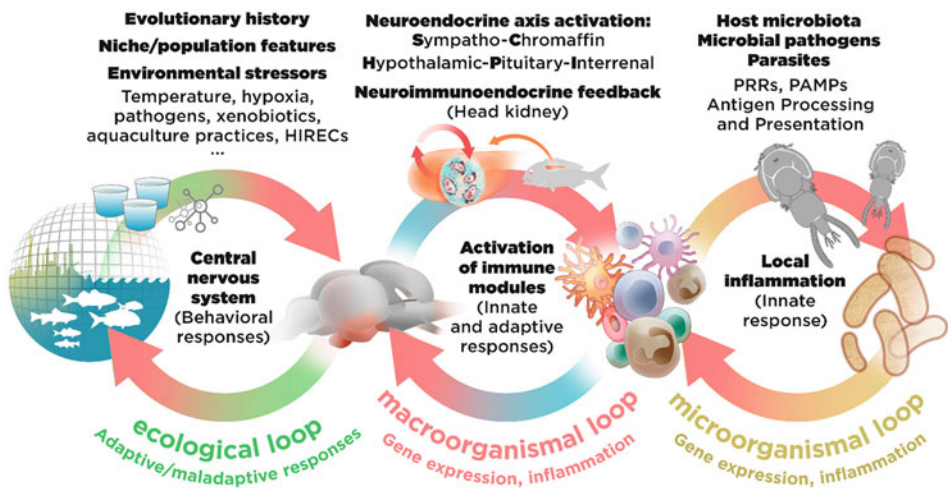 Evolutionary history
Niche/population features
Environmental stressors
Temperature, hypoxia,
pathogens, xenobiotics,
aquaculture practices, HIRECs
...
Central
nervous
system
(Behavioral
responses)
ecological loop
Adaptive/maladaptive responses
Neuroendocrine axis activation:
Sympatho-Chromaffin
Hypothalamic-Pituitary-Interrenal
Neuroimmunoendocrine feedback
(Head kidney)
Activation
of immune
modules
(Innate
and adaptive
responses)
macroorganismal loop
Gene expression, inflammation
Host microbiota
Microbial pathogens
Parasites
PRRs, PAMPs
Antigen Processing
and Presentation
Local
inflammation
(Innate
response)
microorganismal loop
Gene expression, inflammation